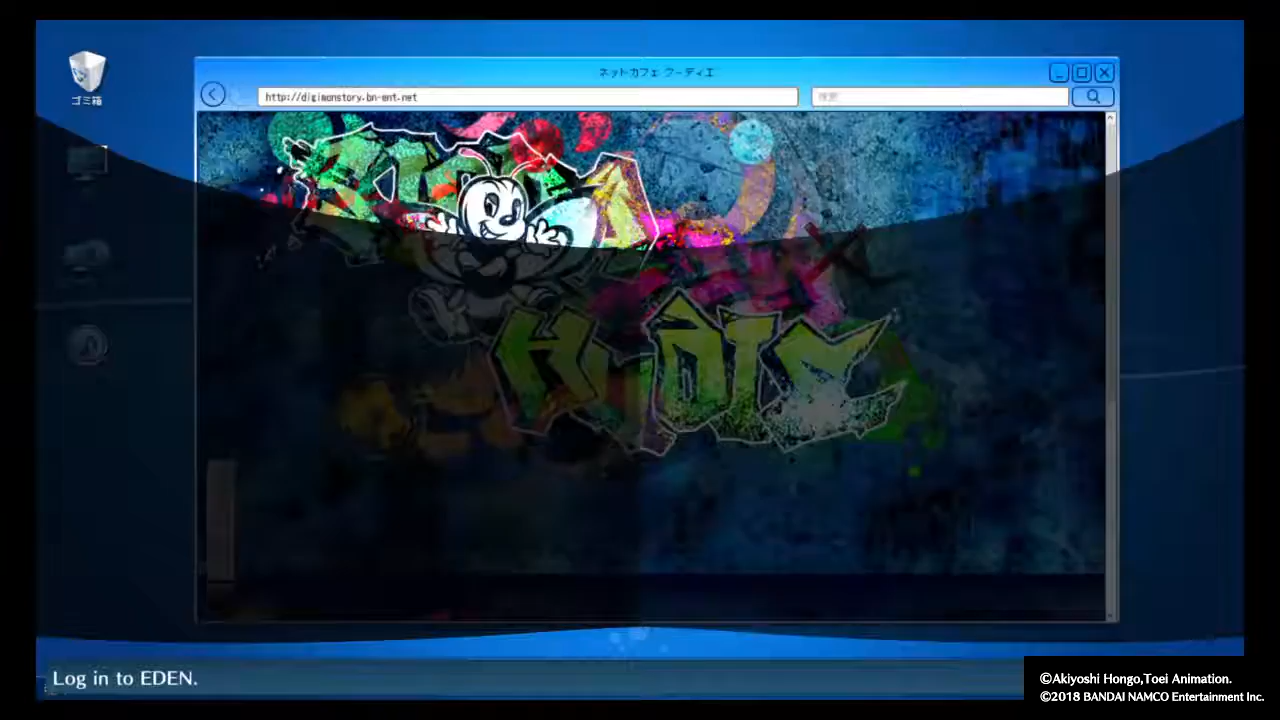 ネットカフェ クーディエ
ゴミ箱
http://digimonstory.bn-ent.net
検索
Log in to EDEN.
©Akiyoshi Hongo,Toei Animation.
©2018 BANDAI NAMCO Entertainment Inc.